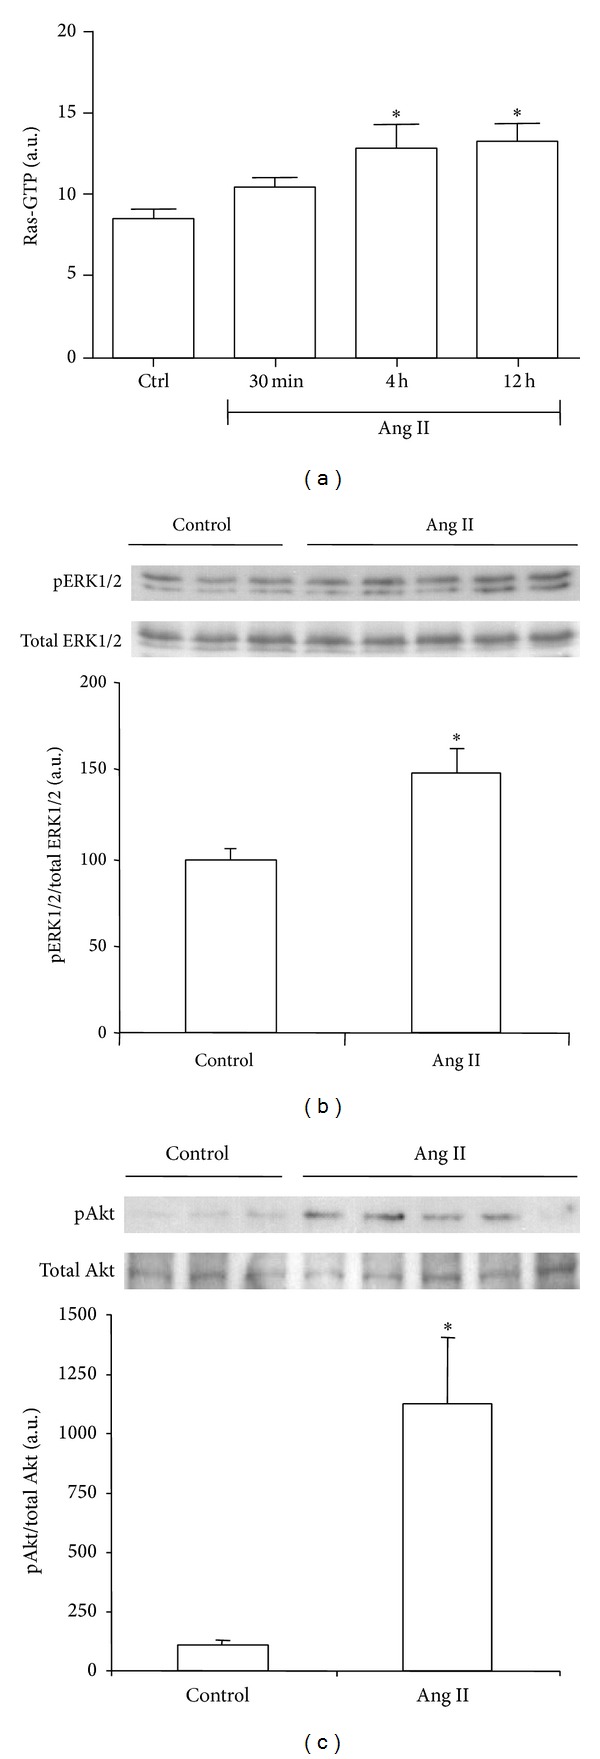 20
15
10
5
0
Ras-GTP (a.u.)
*
*
Ctrl 30 min 4 h 12 h
Ang II
( a )
Control Ang II
pERK1/2
Total ERK1/2
200
150
100
50
0
pERK1/2/total ERK1/2 (a.u.)
*
Control Ang II
( b )
Control Ang II
pAkt
Total Akt
1500
1250
1000
750
500
250
0
pAkt/total Akt (a.u.)
*
Control Ang II
( c )